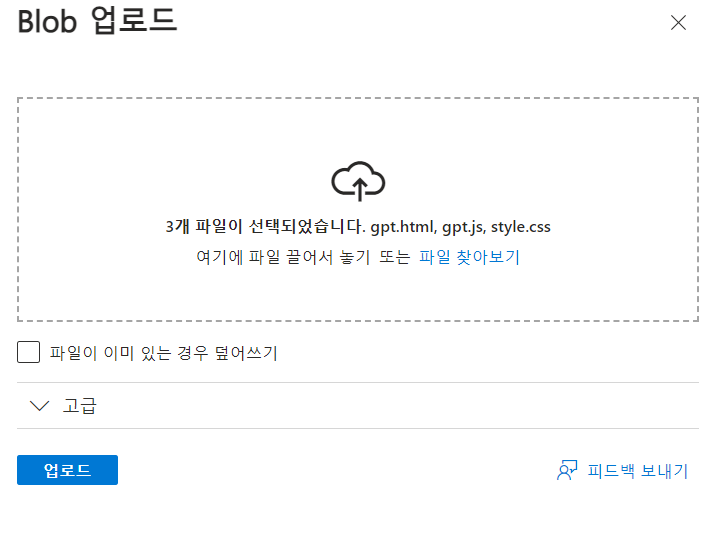 Blob 업로드
3개 파일이 선택되었습니다. gpt.html, gpt.js, style.css
여기에 파일 끌어서 놓기 또는 파일 찾아보기
파일이 이미 있는 경우 덮어쓰기
고급
업로드
피드백 보내기